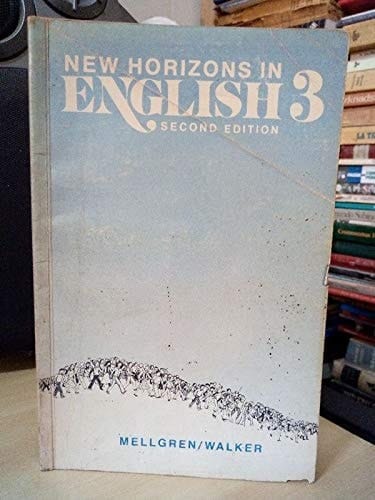 NEW HORIZONS IN
ENGLISH 3
SECOND EDITION
MELLGREN/WALKER